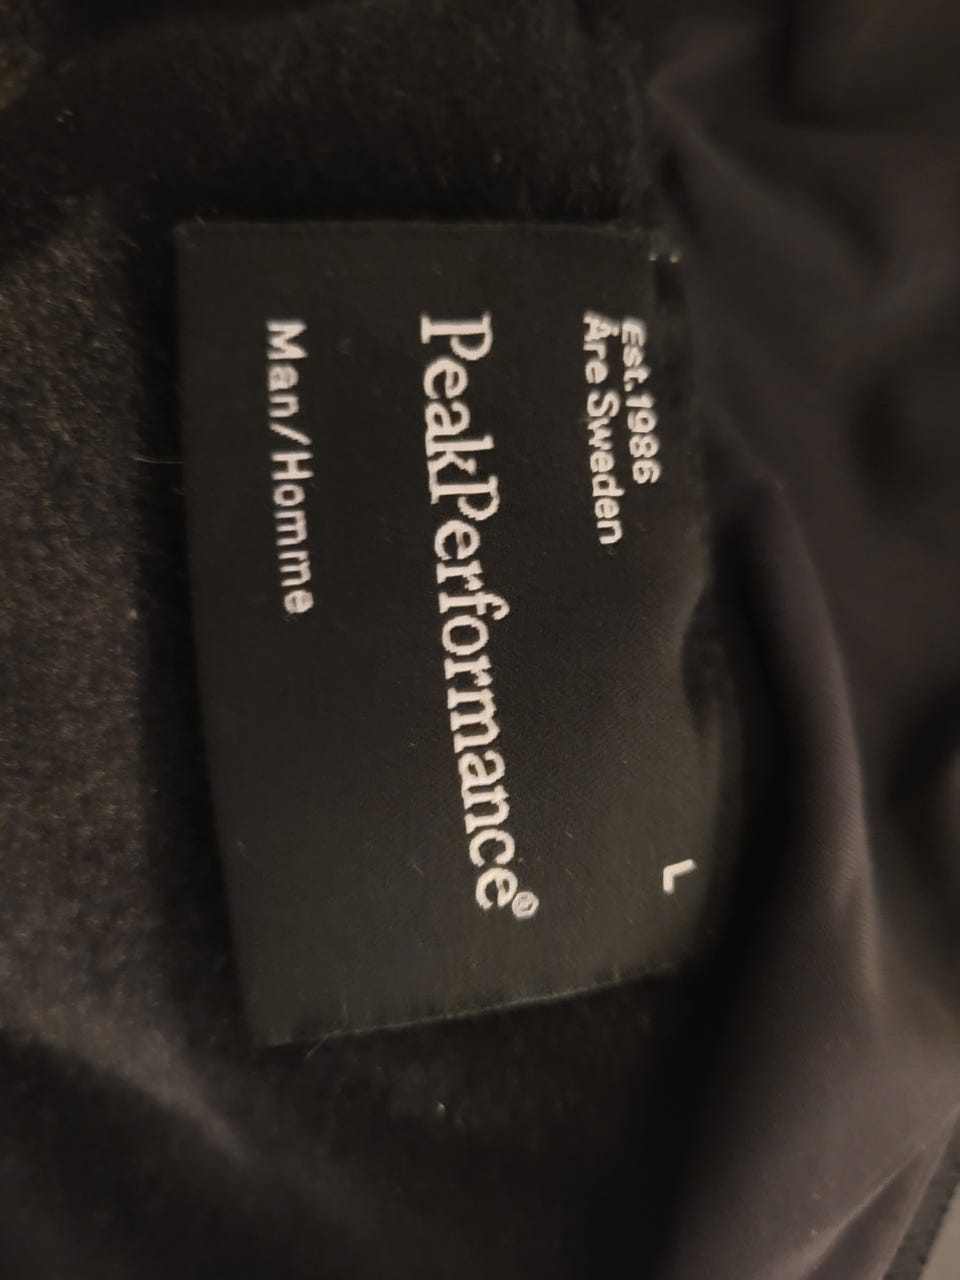 Est.1986
Åre Sweden
L
PeakPerformance®
Man/Homme